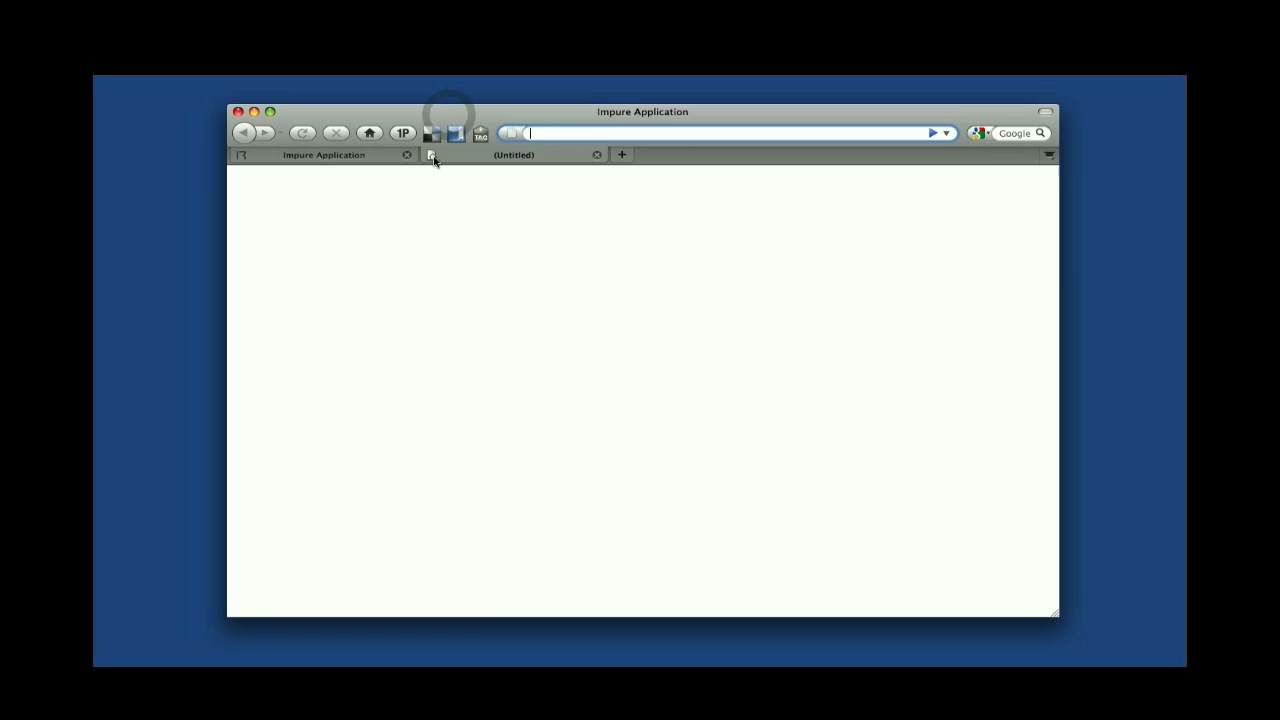 Impure Application
1P
TAG
Google
Impure Application
(Untitled)